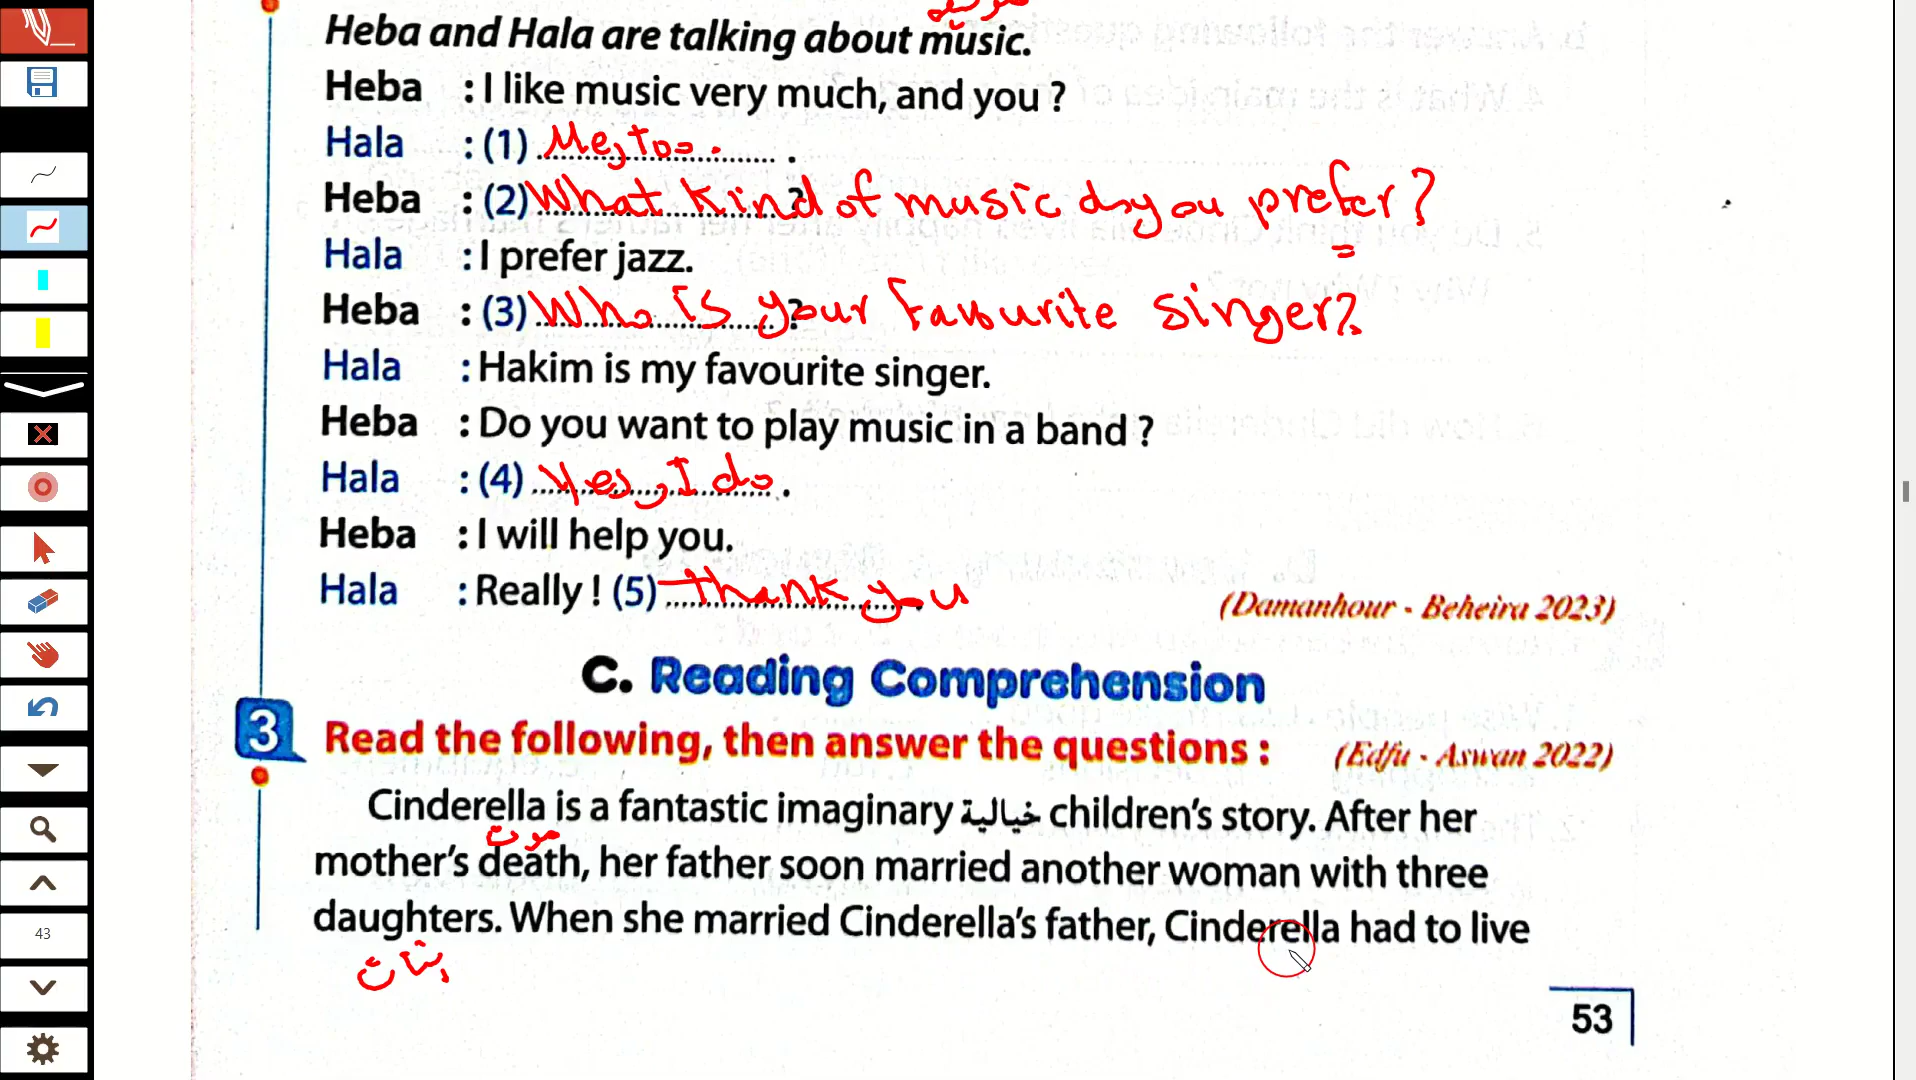 Heba and Hala are talking about music.
Heba : I like music very much, and you ?
Hala : (1) Me, too .
Heba : (2) What kind of music do you prefer?
Hala : I prefer jazz.
Heba : (3) Who is your favourite singer?
Hala : Hakim is my favourite singer.
Heba : Do you want to play music in a band ?
Hala : (4) Yes, I do .
Heba : I will help you.
Hala : Really ! (5) thank you
(Damanhour - Beheira 2023)
C. Reading Comprehension
3 Read the following, then answer the questions : (Edfu - Aswan 2022)
Cinderella is a fantastic imaginary خيالية children's story. After her
موت
mother's death, her father soon married another woman with three
daughters. When she married Cinderella's father, Cinderella had to live
بنات
53
43